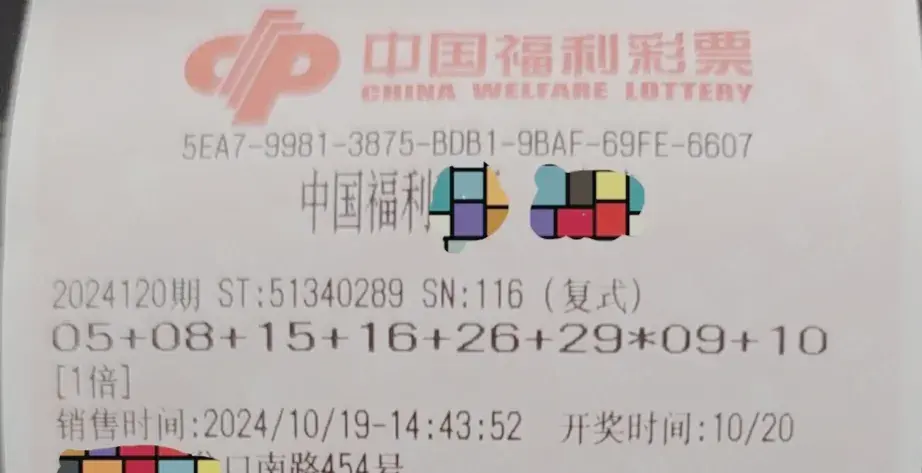 中国福利彩票
CHINA WELFARE LOTTERY
5EA7-9981-3875-BDB1-9BAF-69FE-6607
中国福利
2024120期 ST:51340289 SN:116 (复式)
05+08+15+16+26+29*09+10
[1倍]
销售时间:2024/10/19-14:43:52 开奖时间:10/20
口南路454号